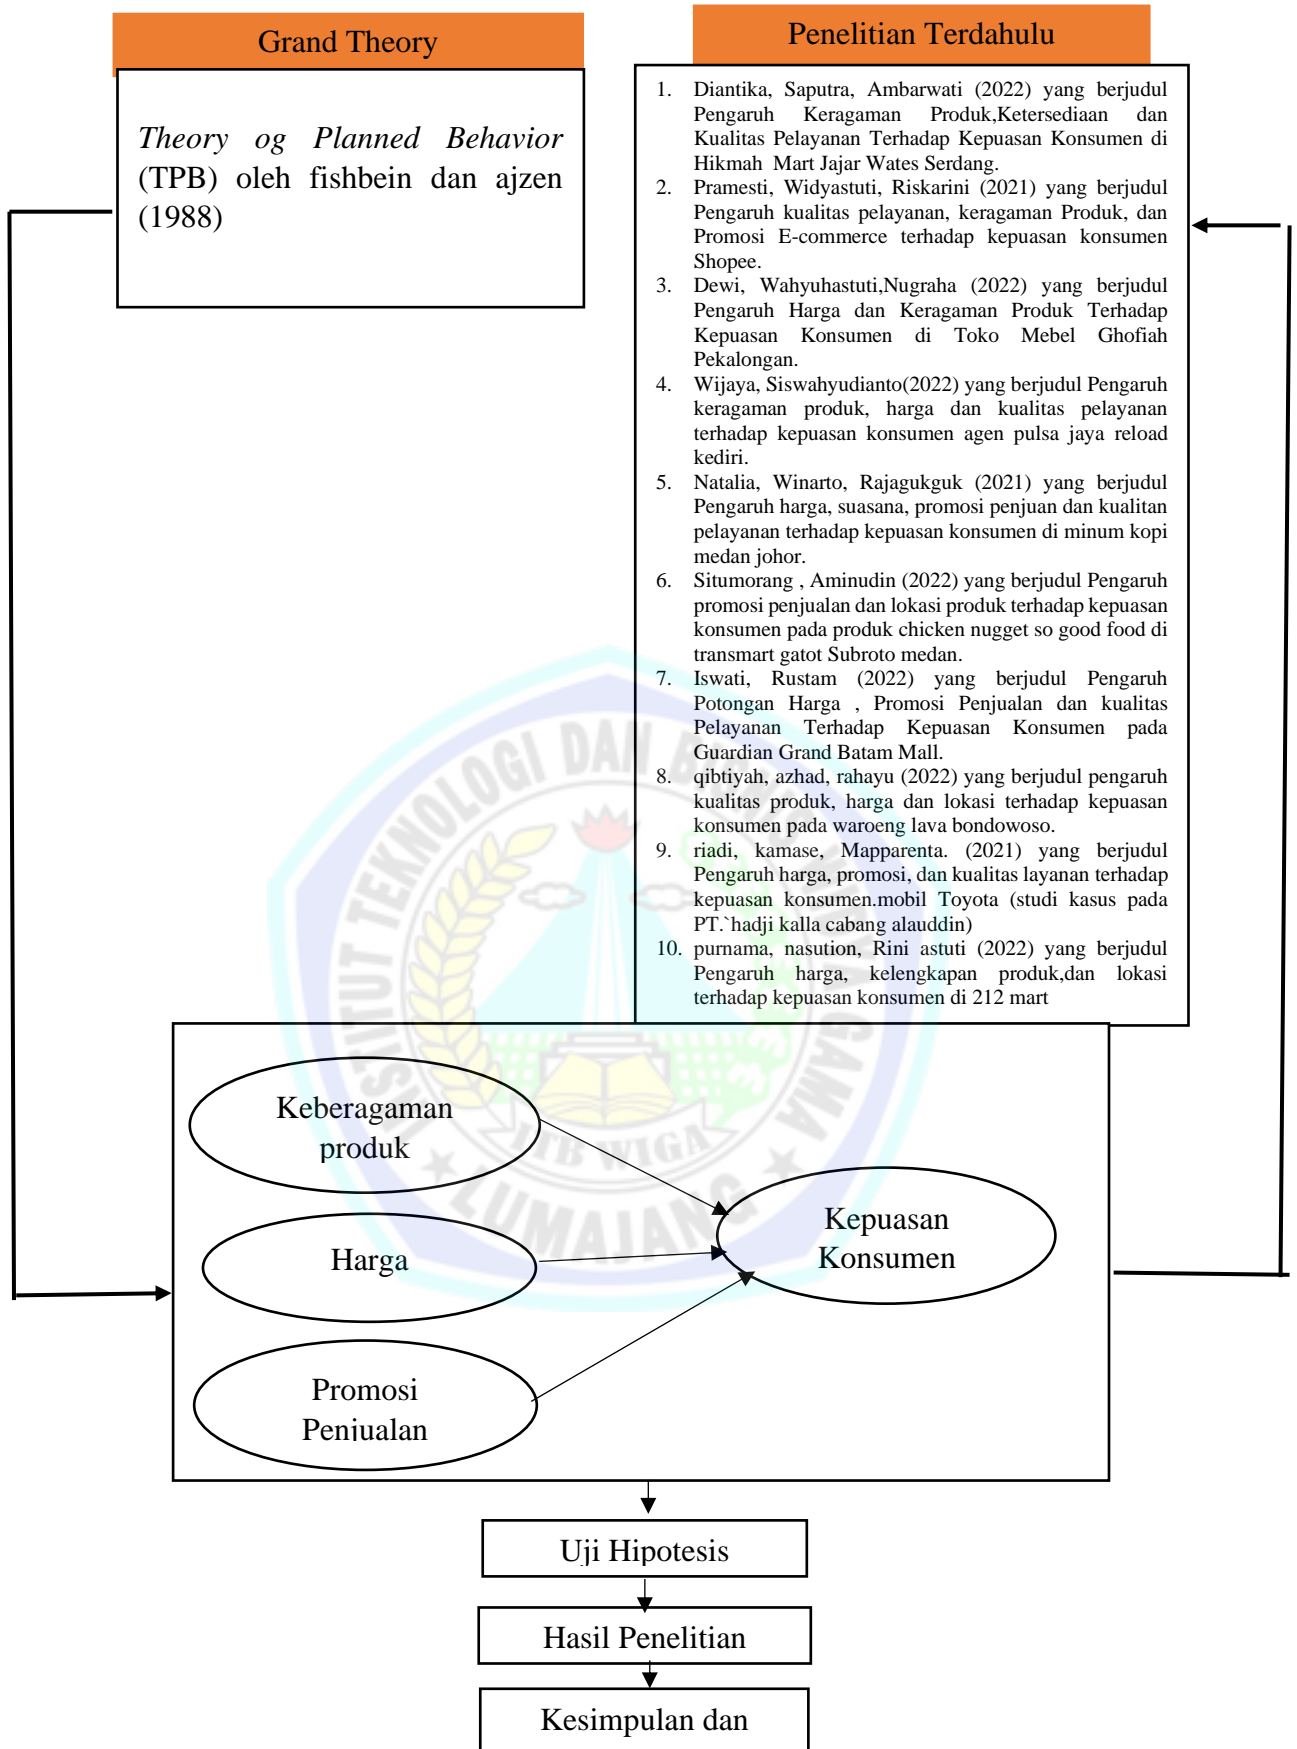 Grand Theory
Theory og Planned Behavior
(TPB) oleh fishbein dan ajzen
(1988)
Penelitian Terdahulu
1. Diantika, Saputra, Ambarwati (2022) yang berjudul
Pengaruh Keragaman Produk,Ketersediaan dan
Kualitas Pelayanan Terhadap Kepuasan Konsumen di
Hikmah Mart Jajar Wates Serdang.
2. Pramesti, Widyastuti, Riskarini (2021) yang berjudul
Pengaruh kualitas pelayanan, keragaman Produk, dan
Promosi E-commerce terhadap kepuasan konsumen
Shopee.
3. Dewi, Wahyuhastuti,Nugraha (2022) yang berjudul
Pengaruh Harga dan Keragaman Produk Terhadap
Kepuasan Konsumen di Toko Mebel Ghofiah
Pekalongan.
4. Wijaya, Siswahyudianto(2022) yang berjudul Pengaruh
keragaman produk, harga dan kualitas pelayanan
terhadap kepuasan konsumen agen pulsa jaya reload
kediri.
5. Natalia, Winarto, Rajagukguk (2021) yang berjudul
Pengaruh harga, suasana, promosi penjuan dan kualitan
pelayanan terhadap kepuasan konsumen di minum kopi
medan johor.
6. Situmorang , Aminudin (2022) yang berjudul Pengaruh
promosi penjualan dan lokasi produk terhadap kepuasan
konsumen pada produk chicken nugget so good food di
transmart gatot Subroto medan.
7. Iswati, Rustam (2022) yang berjudul Pengaruh
Potongan Harga , Promosi Penjualan dan kualitas
Pelayanan Terhadap Kepuasan Konsumen pada
Guardian Grand Batam Mall.
8. qibtiyah, azhad, rahayu (2022) yang berjudul pengaruh
kualitas produk, harga dan lokasi terhadap kepuasan
konsumen pada waroeng lava bondowoso.
9. riadi, kamase, Mapparenta. (2021) yang berjudul
Pengaruh harga, promosi, dan kualitas layanan terhadap
kepuasan konsumen.mobil Toyota (studi kasus pada
PT.`hadji kalla cabang alauddin)
10. purnama, nasution, Rini astuti (2022) yang berjudul
Pengaruh harga, kelengkapan produk,dan lokasi
terhadap kepuasan konsumen di 212 mart
INSTITUT TEKNOLOGI DAN BISNIS WIDYA GAMA
ITB WIGA
LUMAJANG
Keberagaman
produk
Harga
Promosi
Penjualan
Kepuasan
Konsumen
Uji Hipotesis
Hasil Penelitian
Kesimpulan dan